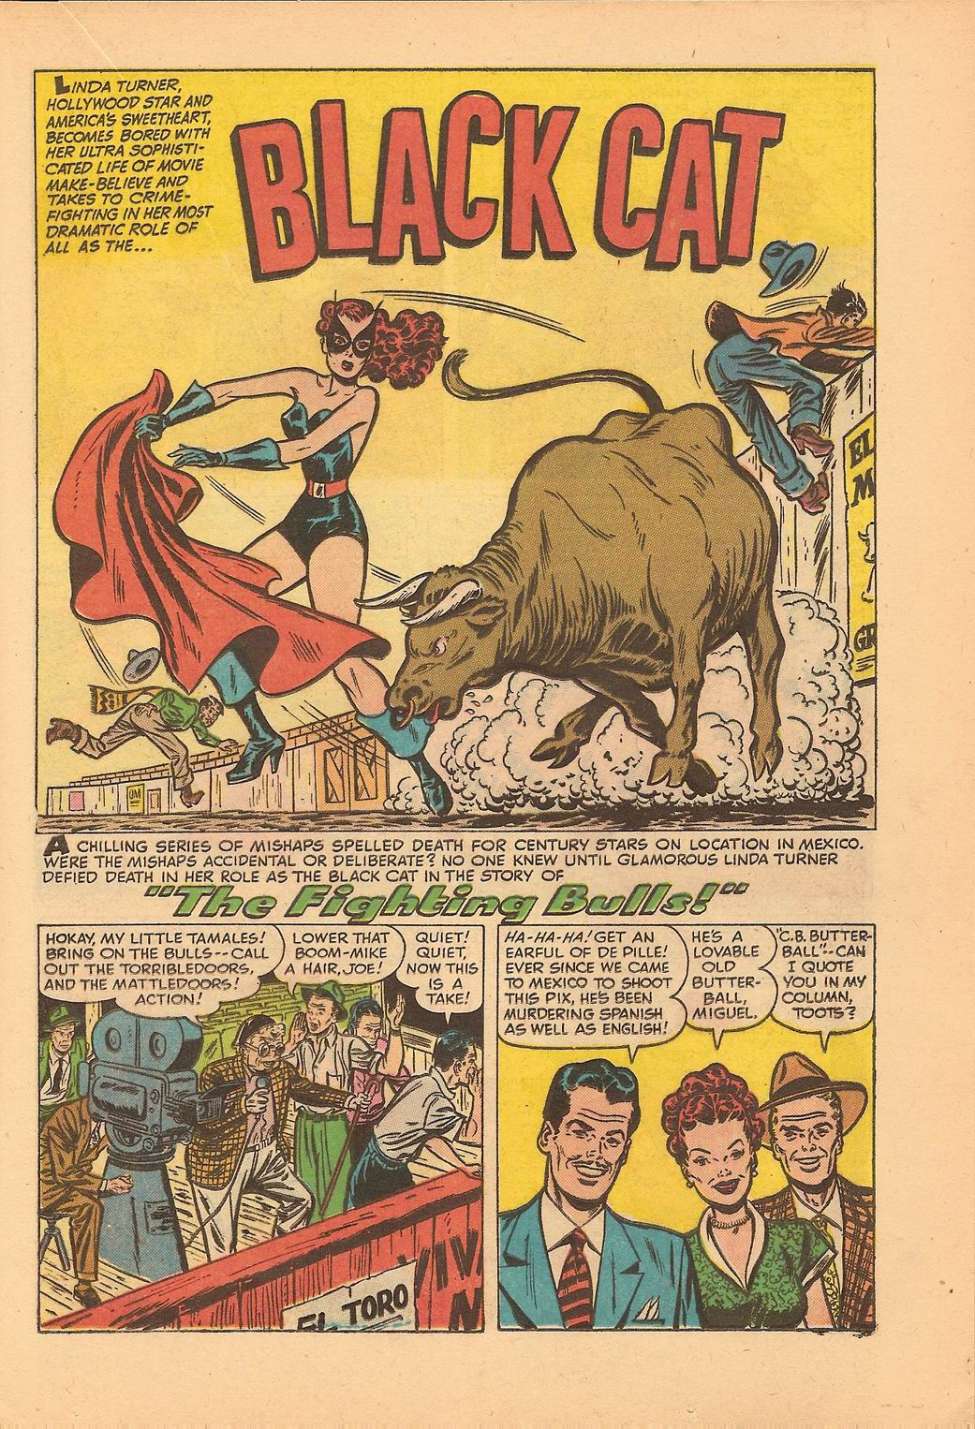 LINDA TURNER,
HOLLYWOOD STAR AND
AMERICA'S SWEETHEART,
BECOMES BORED WITH
HER ULTRA SOPHISTI-
CATED LIFE OF MOVIE
MAKE-BELIEVE AND
TAKES TO CRIME-
FIGHTING IN HER MOST
DRAMATIC ROLE OF
ALL AS THE...
BLACK CAT
EL
M
GR
A CHILLING SERIES OF MISHAPS SPELLED DEATH FOR CENTURY STARS ON LOCATION IN MEXICO.
WERE THE MISHAPS ACCIDENTAL OR DELIBERATE? NO ONE KNEW UNTIL GLAMOROUS LINDA TURNER
DEFIED DEATH IN HER ROLE AS THE BLACK CAT IN THE STORY OF
"The Fighting Bulls!"
HOKAY, MY LITTLE TAMALES!
BRING ON THE BULLS--CALL
OUT THE TORRIBLEDOORS,
AND THE MATTLEDOORS!
ACTION!
LOWER THAT
BOOM-MIKE
A HAIR, JOE!
QUIET!
QUIET,
NOW THIS
IS A
TAKE!
EL TORO
VIV
HA-HA-HA! GET AN
EARFUL OF DE PILLE!
EVER SINCE WE CAME
TO MEXICO TO SHOOT
THIS PIX, HE'S BEEN
MURDERING SPANISH
AS WELL AS ENGLISH!
HE'S A
LOVABLE
OLD
BUTTER-
BALL,
MIGUEL.
"C.B. BUTTER-
BALL"--CAN
I QUOTE
YOU IN MY
COLUMN,
TOOTS?